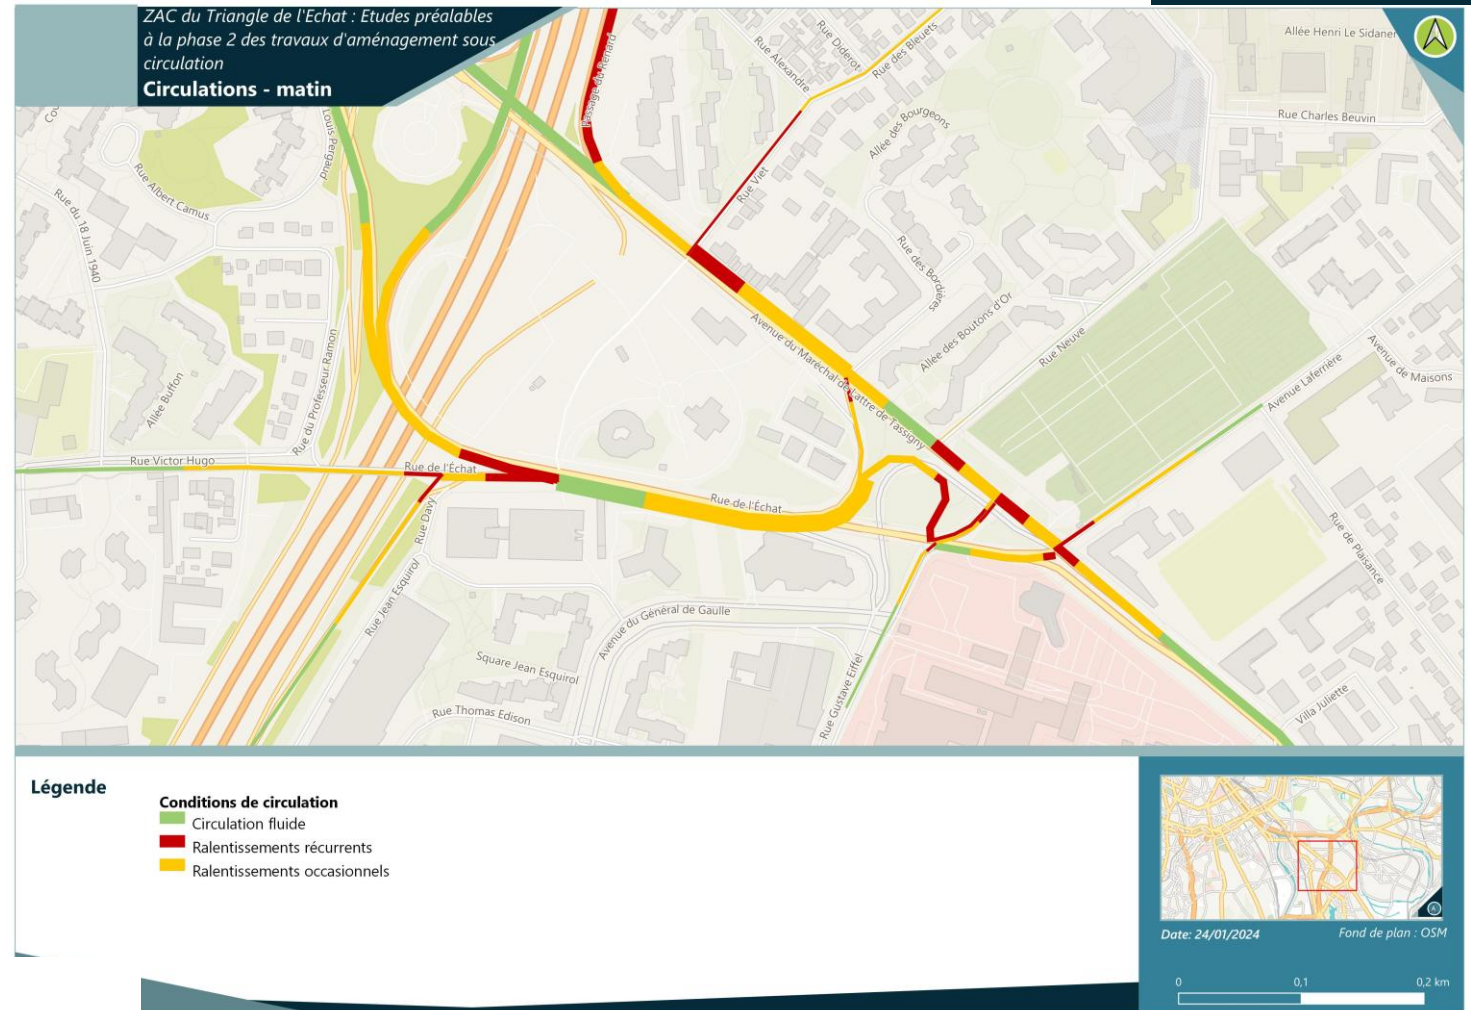 ZAC du Triangle de l'Echat : Etudes préalables
à la phase 2 des travaux d'aménagement sous
circulation
Circulations - matin
Allée Henri Le Sidaner
Rue Charles Beuvin
Rue Diderot
Rue Alexandre
Rue des Bleuets
Passage du Renard
Allée des Bourgeons
Rue Viet
Louis Pergaud
Rue Albert Camus
Rue du 18 Juin 1940
Rue des Bordières
Allée des Boutons d'Or
Rue Neuve
Avenue du Maréchal de Lattre de Tassigny
Avenue Laferrière
Avenue de Maisons
Allée Buffon
Rue du Professeur Ramon
Rue Victor Hugo
Rue de l'Échat
Rue de l'Échat
Rue Davy
Rue de Plaisance
Rue Jean Esquirol
Avenue du Général de Gaulle
Square Jean Esquirol
Rue Gustave Eiffel
Rue Thomas Edison
Villa Juliette
Légende
Conditions de circulation
Circulation fluide
Ralentissements récurrents
Ralentissements occasionnels
Date: 24/01/2024
Fond de plan : OSM
0 0,1 0,2 km